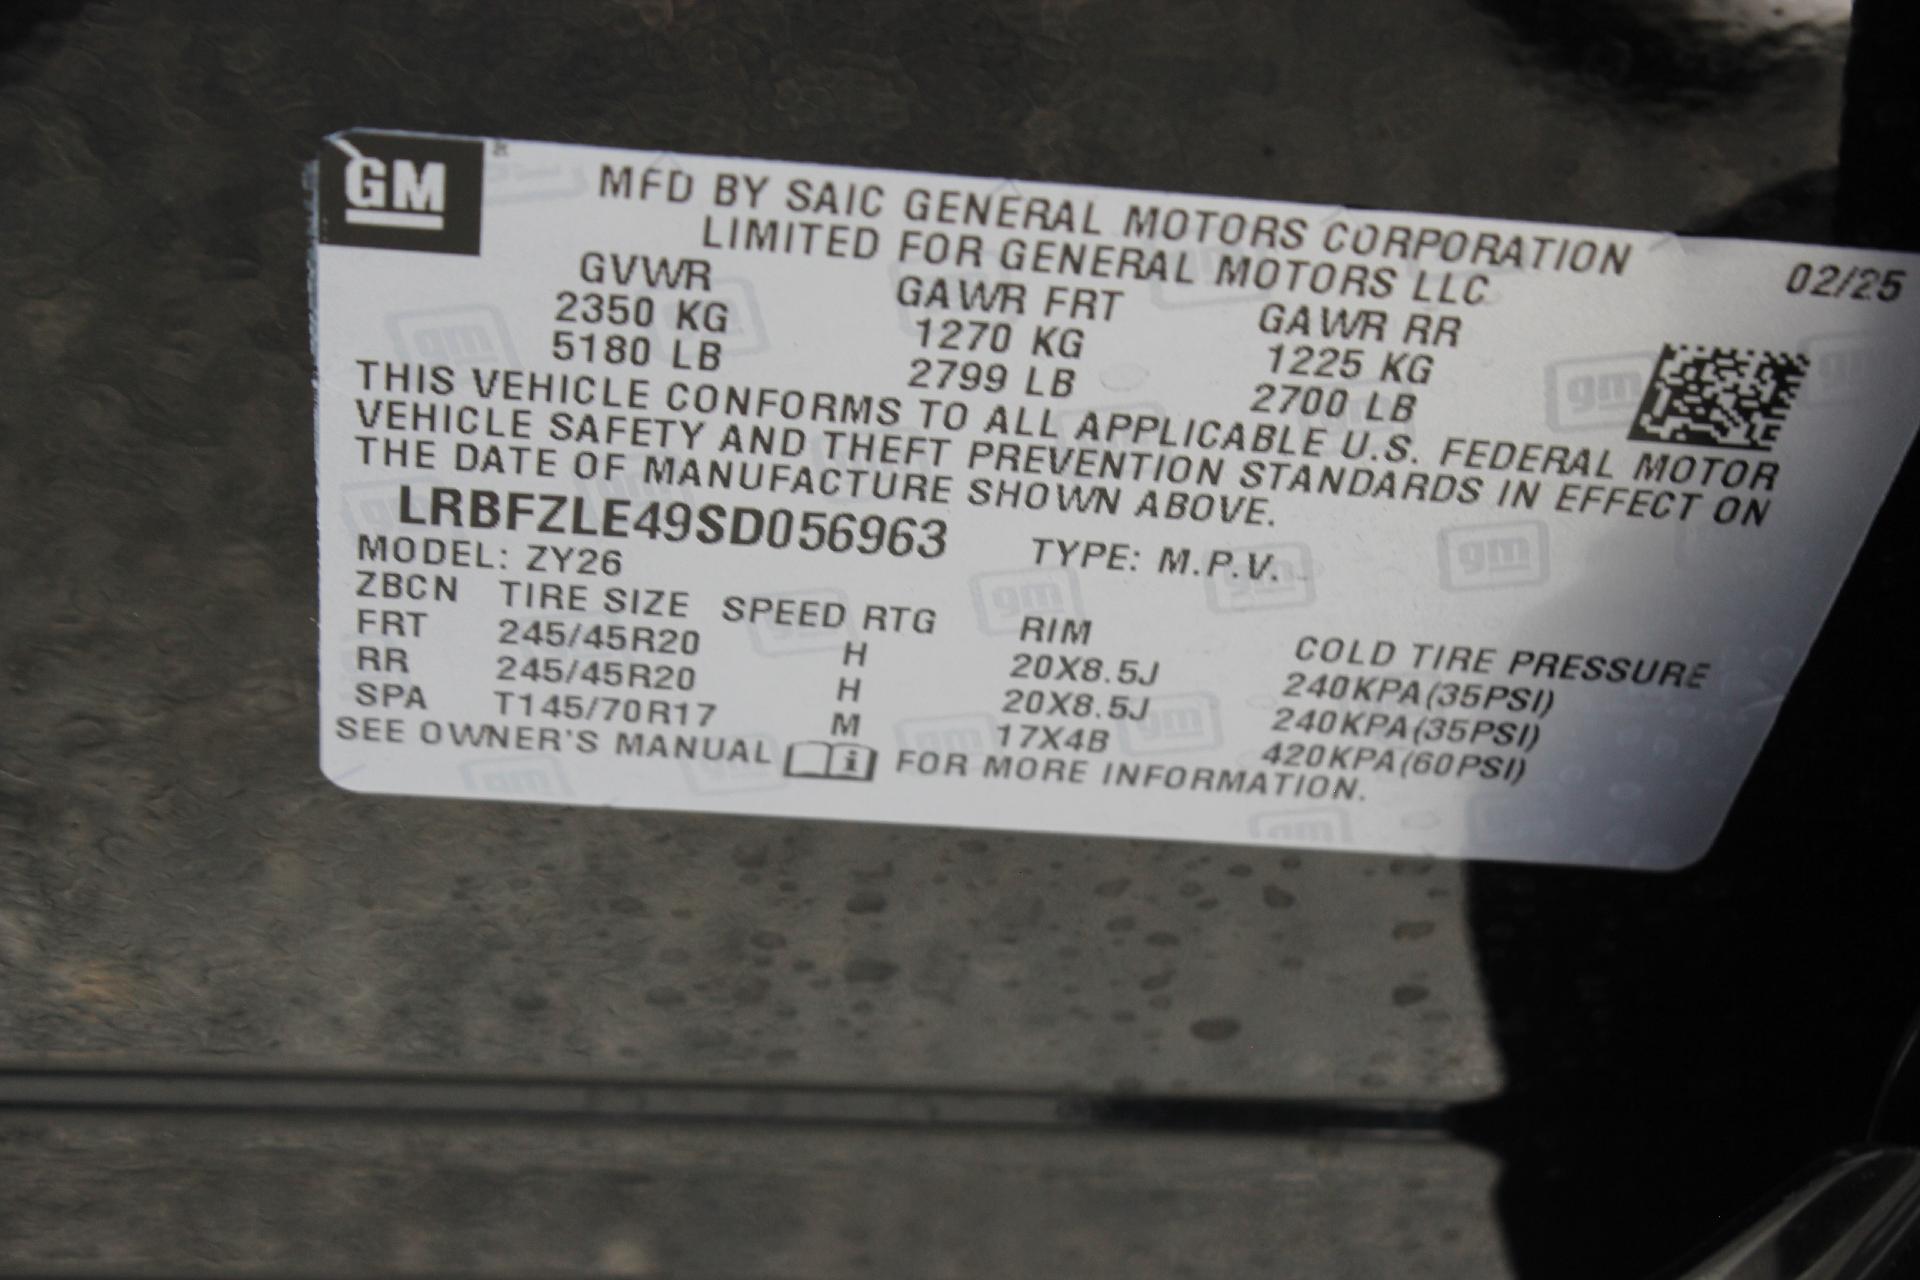 GM
MFD BY SAIC GENERAL MOTORS CORPORATION
LIMITED FOR GENERAL MOTORS LLC
02/25
GVWR GAWR FRT GAWR RR
2350 KG 1270 KG 1225 KG
5180 LB 2799 LB 2700 LB
THIS VEHICLE CONFORMS TO ALL APPLICABLE U.S. FEDERAL MOTOR
VEHICLE SAFETY AND THEFT PREVENTION STANDARDS IN EFFECT ON
THE DATE OF MANUFACTURE SHOWN ABOVE.
LRBFZLE49SD056963 TYPE: M.P.V.
MODEL: ZY26
ZBCN TIRE SIZE SPEED RTG RIM COLD TIRE PRESSURE
FRT 245/45R20 H 20X8.5J 240KPA(35PSI)
RR 245/45R20 H 20X8.5J 240KPA(35PSI)
SPA T145/70R17 M 17X4B 420KPA(60PSI)
SEE OWNER'S MANUAL i FOR MORE INFORMATION.